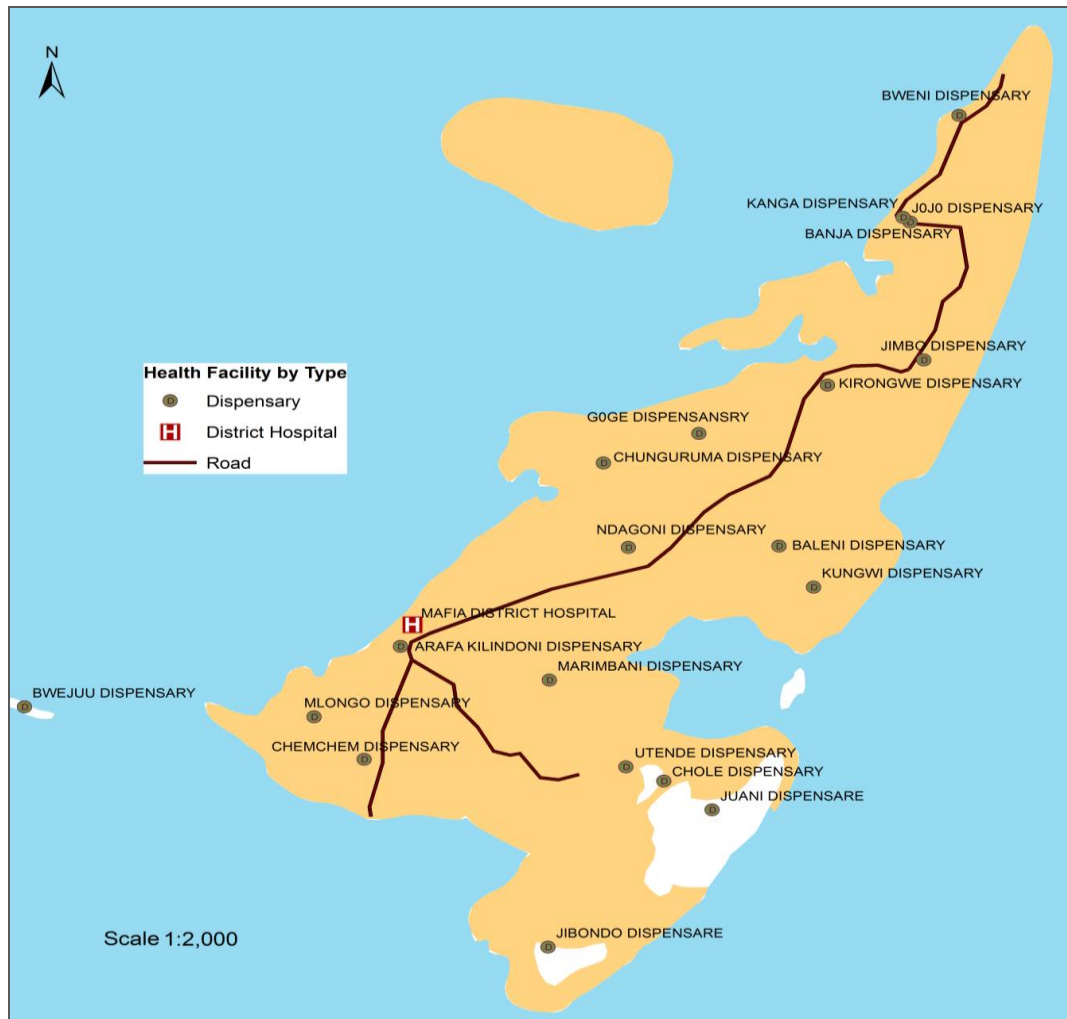 N
BWENI DISPENSARY
KANGA DISPENSARY
J0J0 DISPENSARY
BANJA DISPENSARY
JIMBO DISPENSARY
KIRONGWE DISPENSARY
Health Facility by Type
D Dispensary
H District Hospital
Road
G0GE DISPENSANSRY
CHUNGURUMA DISPENSARY
NDAGONI DISPENSARY
BALENI DISPENSARY
KUNGWI DISPENSARY
H MAFIA DISTRICT HOSPITAL
ARAFA KILINDONI DISPENSARY
MARIMBANI DISPENSARY
BWEJUU DISPENSARY
MLONGO DISPENSARY
CHEMCHEM DISPENSARY
UTENDE DISPENSARY
CHOLE DISPENSARY
JUANI DISPENSARE
JIBONDO DISPENSARE
Scale 1:2,000